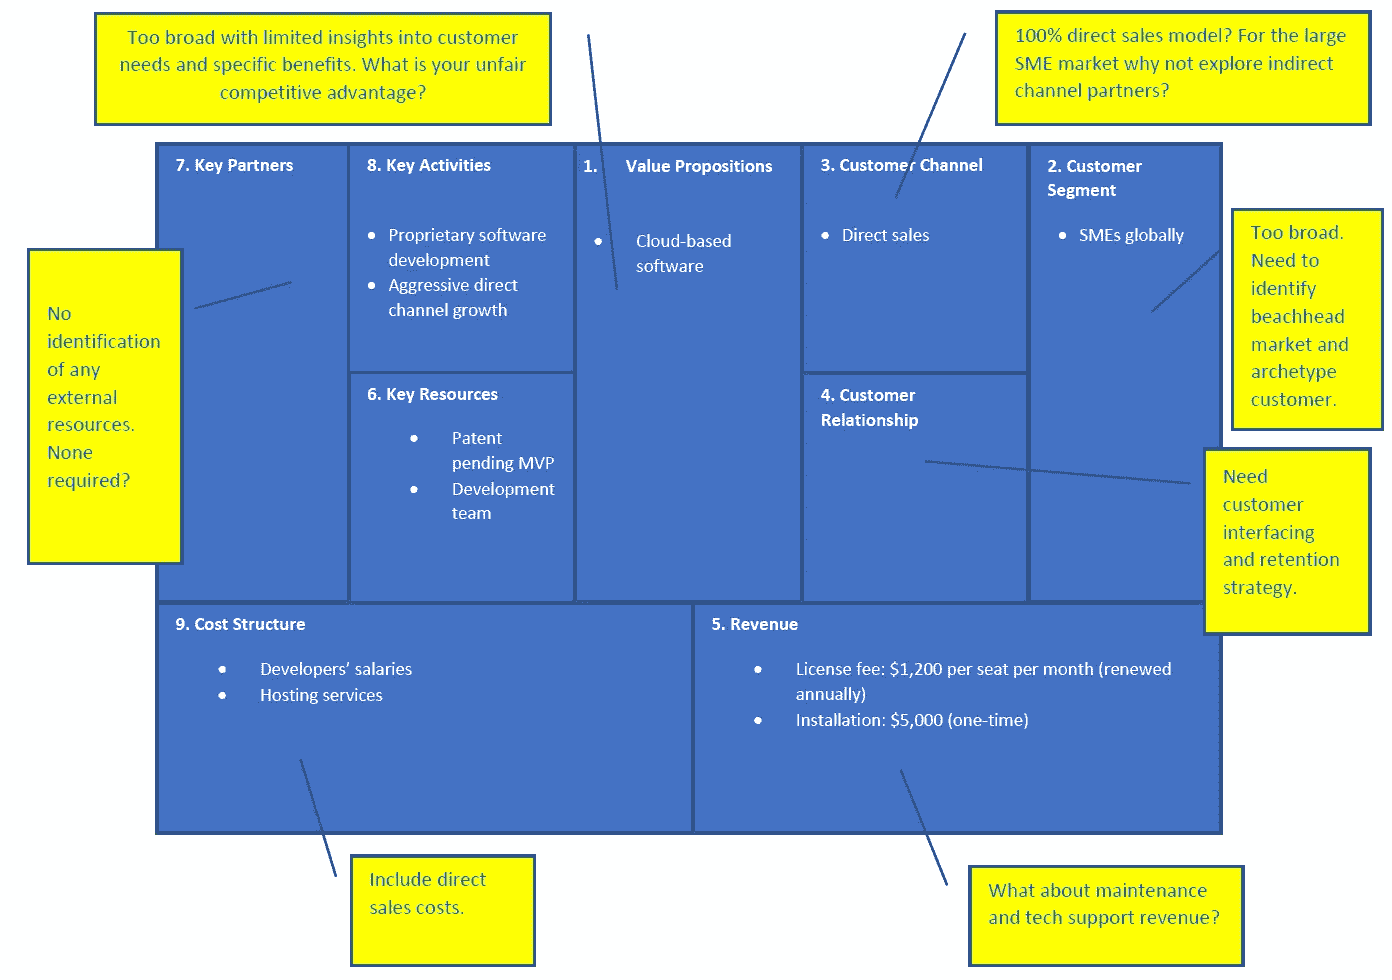 Too broad with limited insights into customer
needs and specific benefits. What is your unfair
competitive advantage?
100% direct sales model? For the large
SME market why not explore indirect
channel partners?
7. Key Partners
8. Key Activities
• Proprietary software
development
• Aggressive direct
channel growth
1. Value Propositions
• Cloud-based
software
3. Customer Channel
• Direct sales
2. Customer
Segment
• SMEs globally
Too broad.
Need to
identify
beachhead
market and
archetype
customer.
No
identification
of any
external
resources.
None
required?
6. Key Resources
• Patent
pending MVP
• Development
team
4. Customer
Relationship
Need
customer
interfacing
and retention
strategy.
9. Cost Structure
• Developers’ salaries
• Hosting services
5. Revenue
• License fee: $1,200 per seat per month (renewed
annually)
• Installation: $5,000 (one-time)
Include direct
sales costs.
What about maintenance
and tech support revenue?